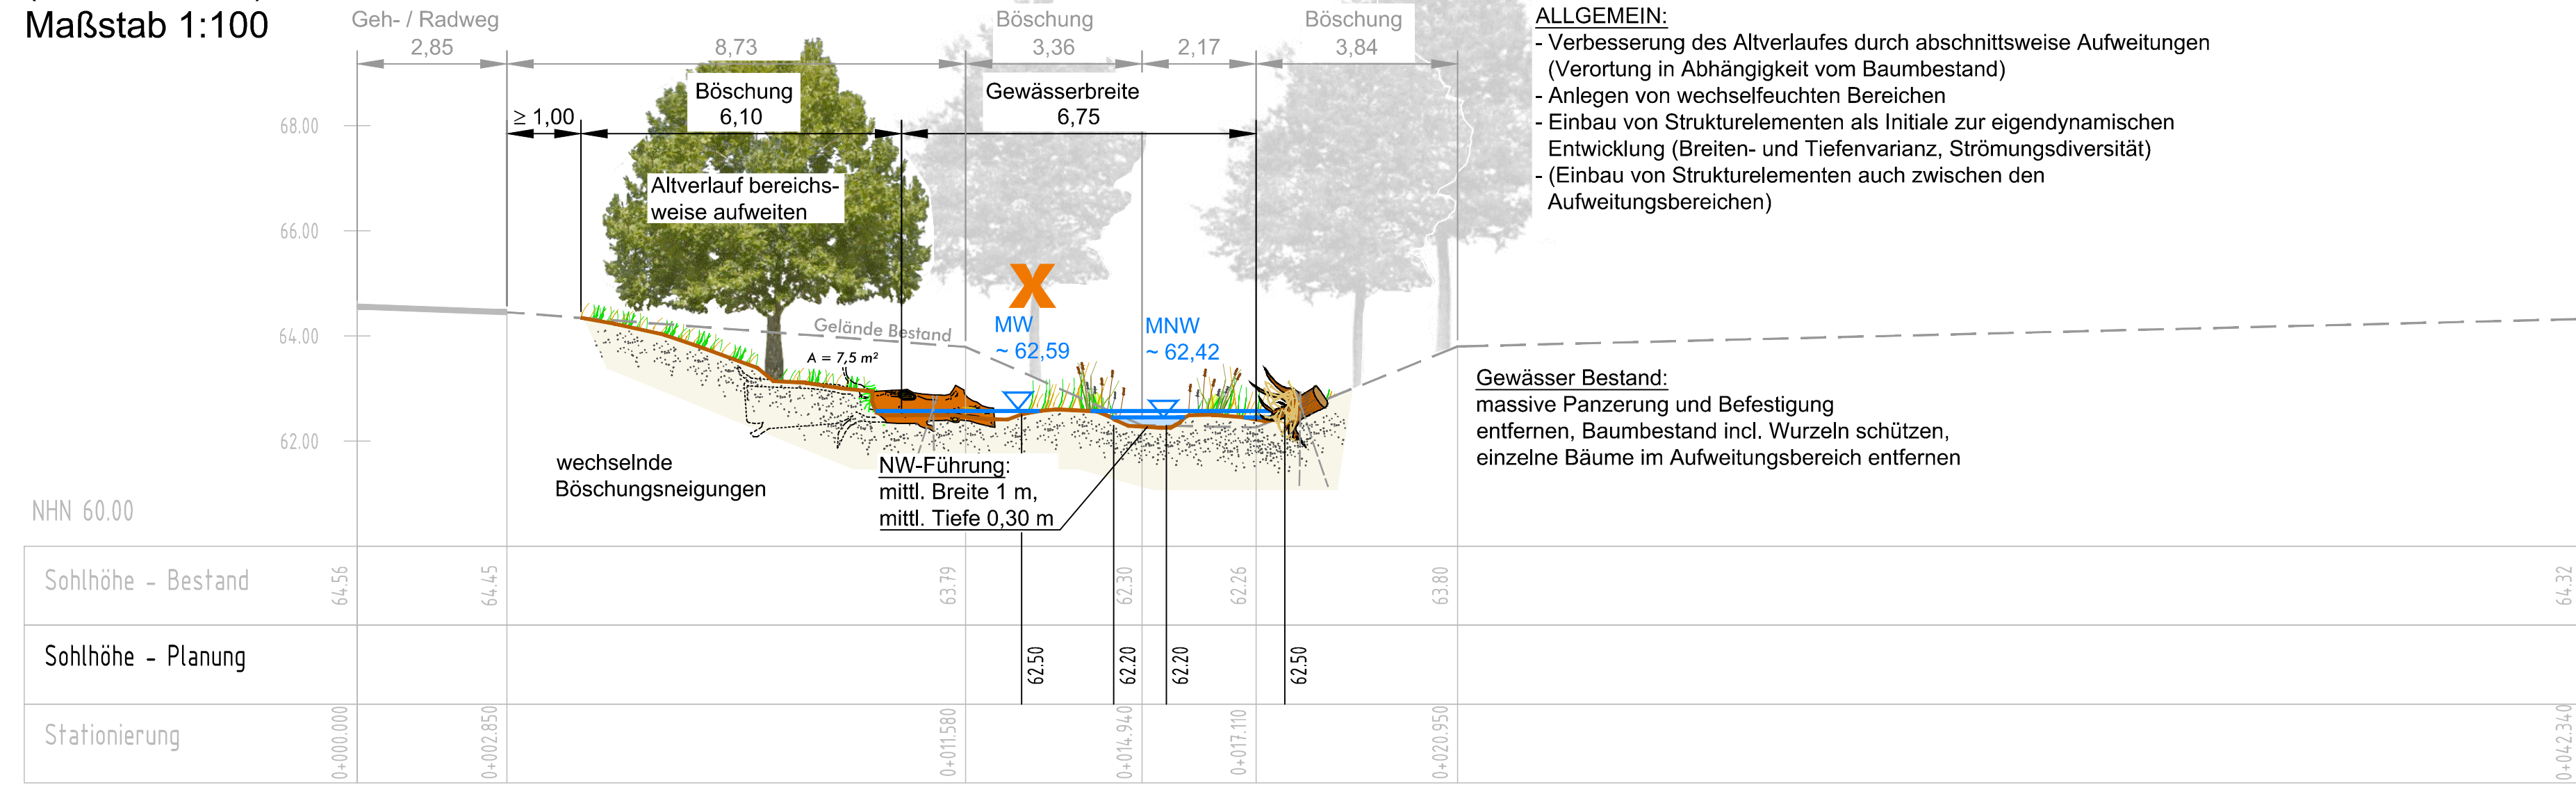 Maßstab 1:100
Geh- / Radweg
2,85
8,73
Böschung
3,36
2,17
Böschung
3,84
≥ 1,00
Böschung
6,10
Gewässerbreite
6,75
Altverlauf bereichs-
weise aufweiten
68.00
66.00
64.00
62.00
NHN 60.00
Gelände Bestand
A = 7,5 m²
MW
~ 62,59
MNW
~ 62,42
wechselnde
Böschungsneigungen
NW-Führung:
mittl. Breite 1 m,
mittl. Tiefe 0,30 m
ALLGEMEIN:
- Verbesserung des Altverlaufes durch abschnittsweise Aufweitungen
(Verortung in Abhängigkeit vom Baumbestand)
- Anlegen von wechselfeuchten Bereichen
- Einbau von Strukturelementen als Initiale zur eigendynamischen
Entwicklung (Breiten- und Tiefenvarianz, Strömungsdiversität)
- (Einbau von Strukturelementen auch zwischen den
Aufweitungsbereichen)
Gewässer Bestand:
massive Panzerung und Befestigung
entfernen, Baumbestand incl. Wurzeln schützen,
einzelne Bäume im Aufweitungsbereich entfernen
Sohlhöhe - Bestand
64.56
64.45
63.79
62.30
62.26
63.80
64.32
Sohlhöhe - Planung
62.50
62.20
62.20
62.50
Stationierung
0+000.000
0+002.850
0+011.580
0+014.940
0+017.110
0+020.950
0+042.340